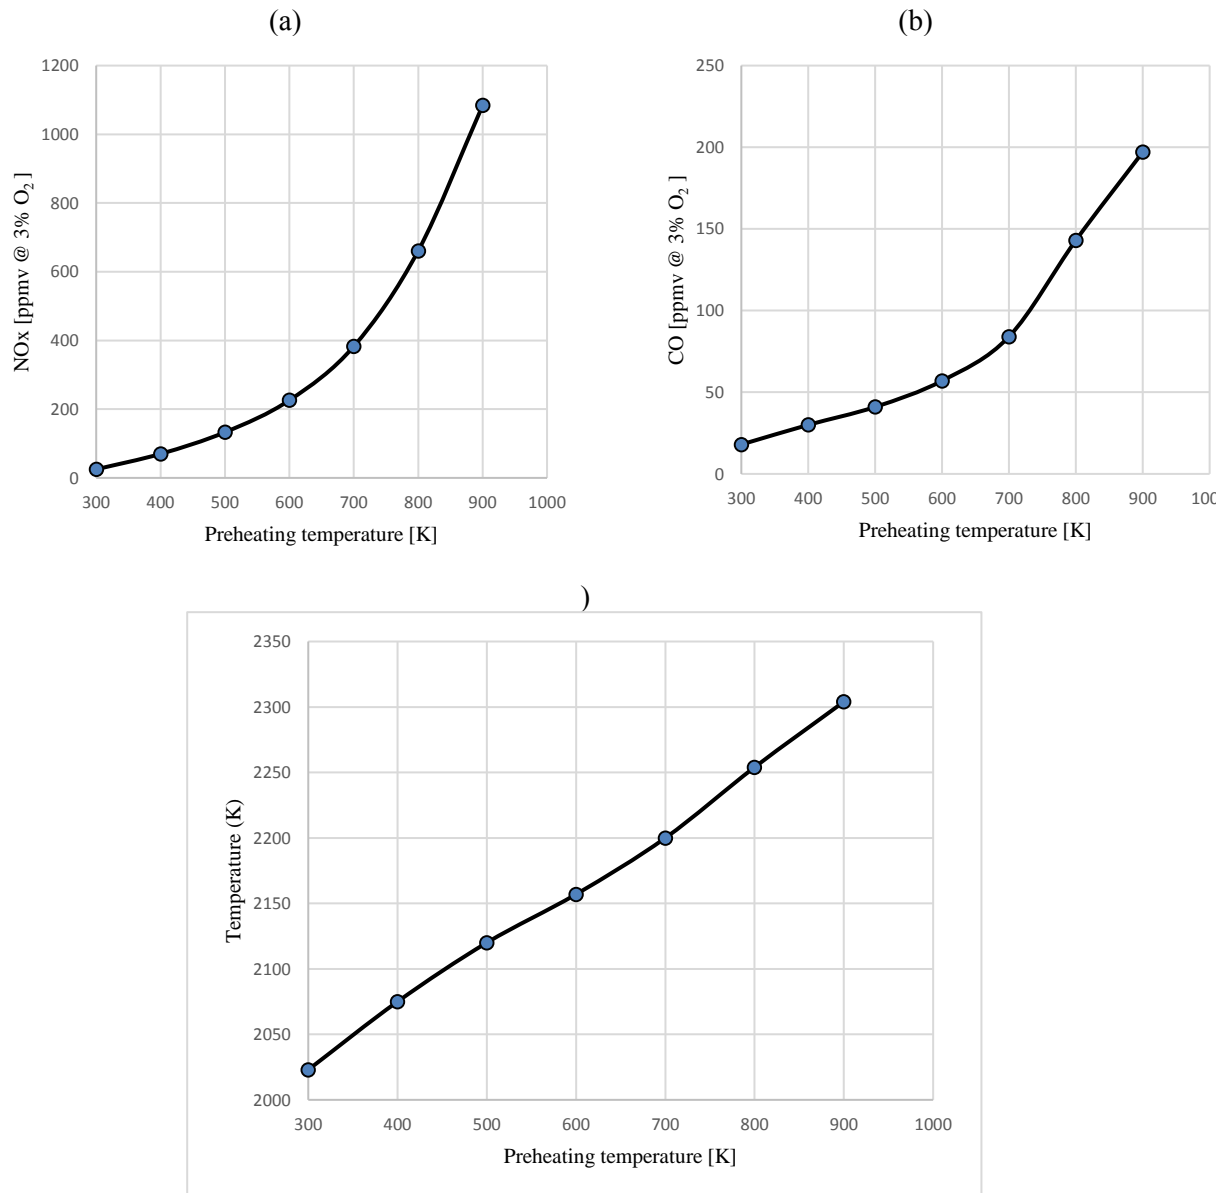 (a)
NOx [ppmv @ 3% O₂ ]
1200
1000
800
600
400
200
0
300 400 500 600 700 800 900 1000
Preheating temperature [K]
(b)
CO [ppmv @ 3% O₂ ]
250
200
150
100
50
0
300 400 500 600 700 800 900 100
Preheating temperature [K]
)
Temperature (K)
2350
2300
2250
2200
2150
2100
2050
2000
300 400 500 600 700 800 900 1000
Preheating temperature [K]